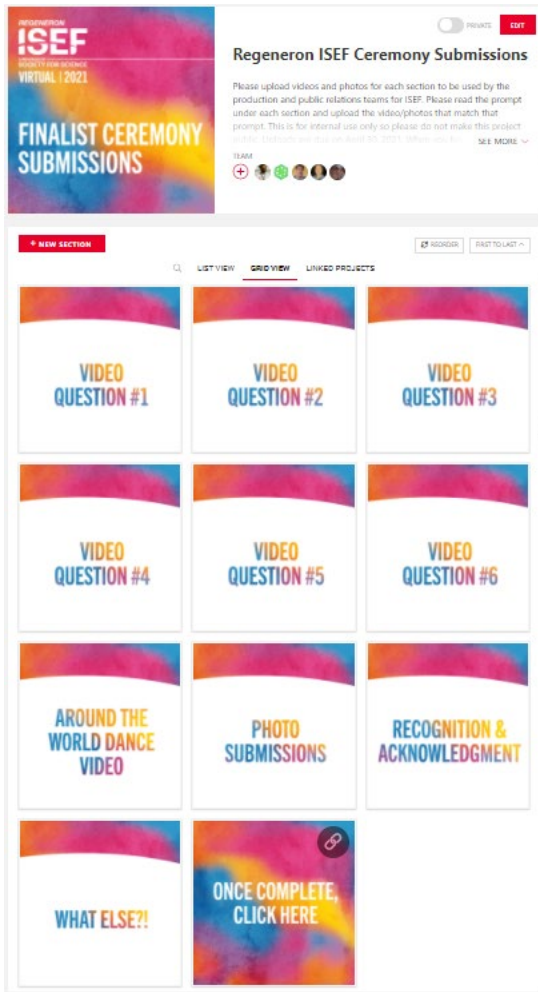 REGENERON
ISEF
SOCIETY FOR SCIENCE
VIRTUAL | 2021
FINALIST CEREMONY
SUBMISSIONS
PRIVATE
EDIT
Regeneron ISEF Ceremony Submissions
Please upload videos and photos for each section to be used by the
production and public relations teams for ISEF. Please read the prompt
under each section and upload the video/photos that match that
prompt. This is for internal use only so please do not make this project
SEE MORE
TEAM
+ NEW SECTION
REORDER
FIRST TO LAST
LIST VIEW
GRID VIEW
LINKED PROJECTS
VIDEO
QUESTION #1
VIDEO
QUESTION #2
VIDEO
QUESTION #3
VIDEO
QUESTION #4
VIDEO
QUESTION #5
VIDEO
QUESTION #6
AROUND THE
WORLD DANCE
VIDEO
PHOTO
SUBMISSIONS
RECOGNITION &
ACKNOWLEDGMENT
WHAT ELSE?!
ONCE COMPLETE,
CLICK HERE